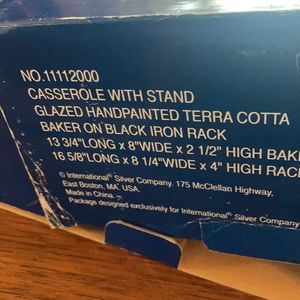 NO.11112000
CASSEROLE WITH STAND
GLAZED HANDPAINTED TERRA COTTA
BAKER ON BLACK IRON RACK
13 3/4"LONG x 8"WIDE x 2 1/2" HIGH BAKE
16 5/8"LONG x 8 1/4"WIDE x 4" HIGH RACK
© International® Silver Company. 175 McClellan Highway,
East Boston, MA. USA.
Made in China.
Package designed exclusively for International® Silver Company